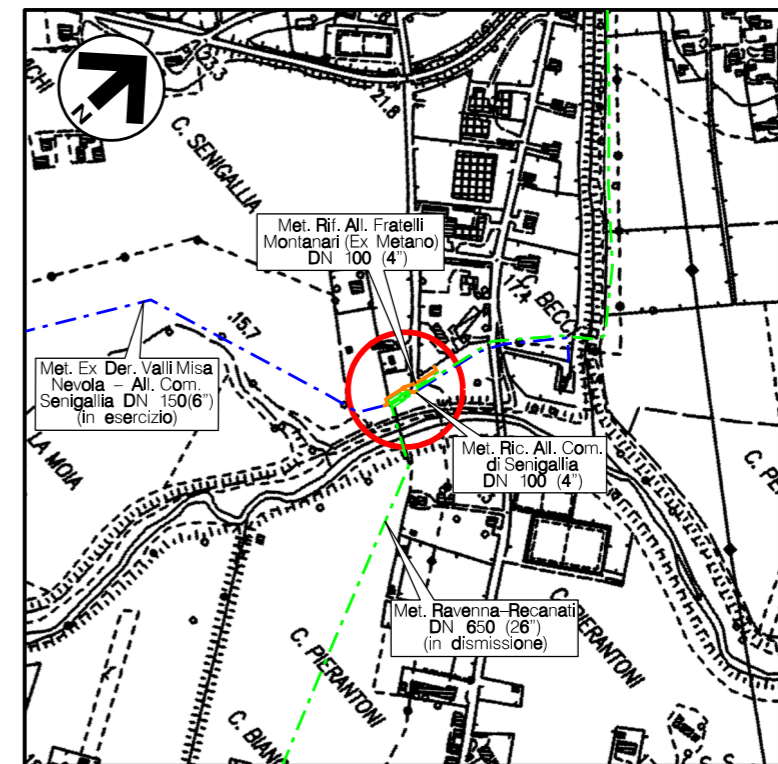 23.3
21.8
N
C. SENIGALLIA
Met. Rif. All. Fratelli
Montanari (Ex Metano)
DN 100 (4")
17.4
C. BECCI
15.7
Met. Ex Der. Valli Misa
Nevola - All. Com.
Senigallia DN 150(6")
(in esercizio)
LA MOIA
Met. Ric. All. Com.
di Senigallia
DN 100 (4")
Met. Ravenna-Recanati
DN 650 (26")
(in dismissione)
C. PIERANTONI
C. PIERANTONI
C. BIANC
C. PE